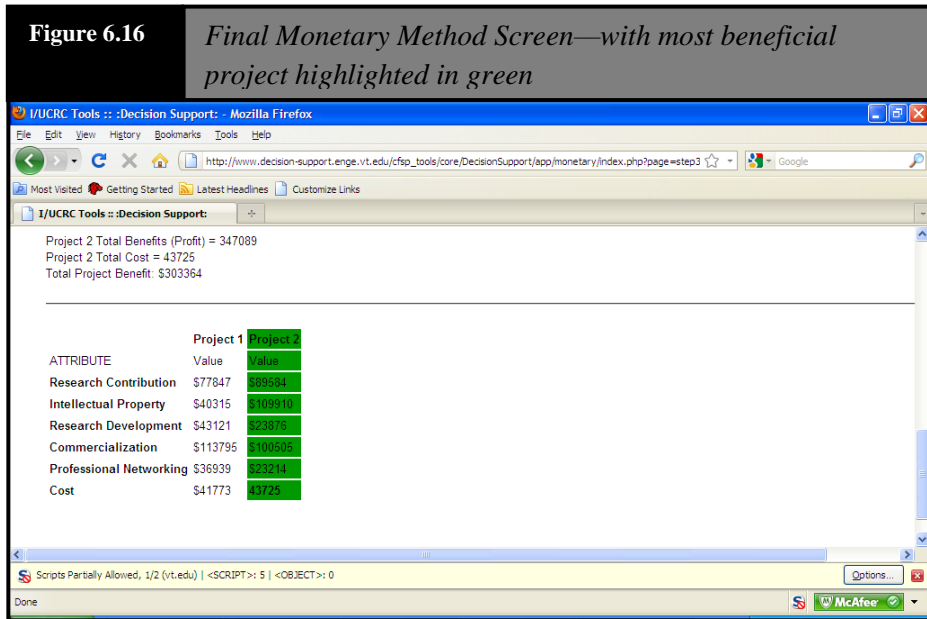 Figure 6.16
Final Monetary Method Screen—with most beneficial
project highlighted in green
I/UCRC Tools :: :Decision Support: - Mozilla Firefox
File Edit View History Bookmarks Tools Help
http://www.decision-support.enge.vt.edu/cfsp_tools/core/DecisionSupport/app/monetary/index.php?page=step3 Google
Most Visited Getting Started Latest Headlines Customize Links
I/UCRC Tools :: :Decision Support:
Project 2 Total Benefits (Profit) = 347089
Project 2 Total Cost = 43725
Total Project Benefit: $303364
Project 1 Project 2
ATTRIBUTE Value Value
Research Contribution $77847 $89584
Intellectual Property $40315 $109910
Research Development $43121 $23876
Commercialization $113795 $100505
Professional Networking $36939 $23214
Cost $41773 43725
Scripts Partially Allowed, 1/2 (vt.edu) | <SCRIPT>: 5 | <OBJECT>: 0 Options...
Done McAfee